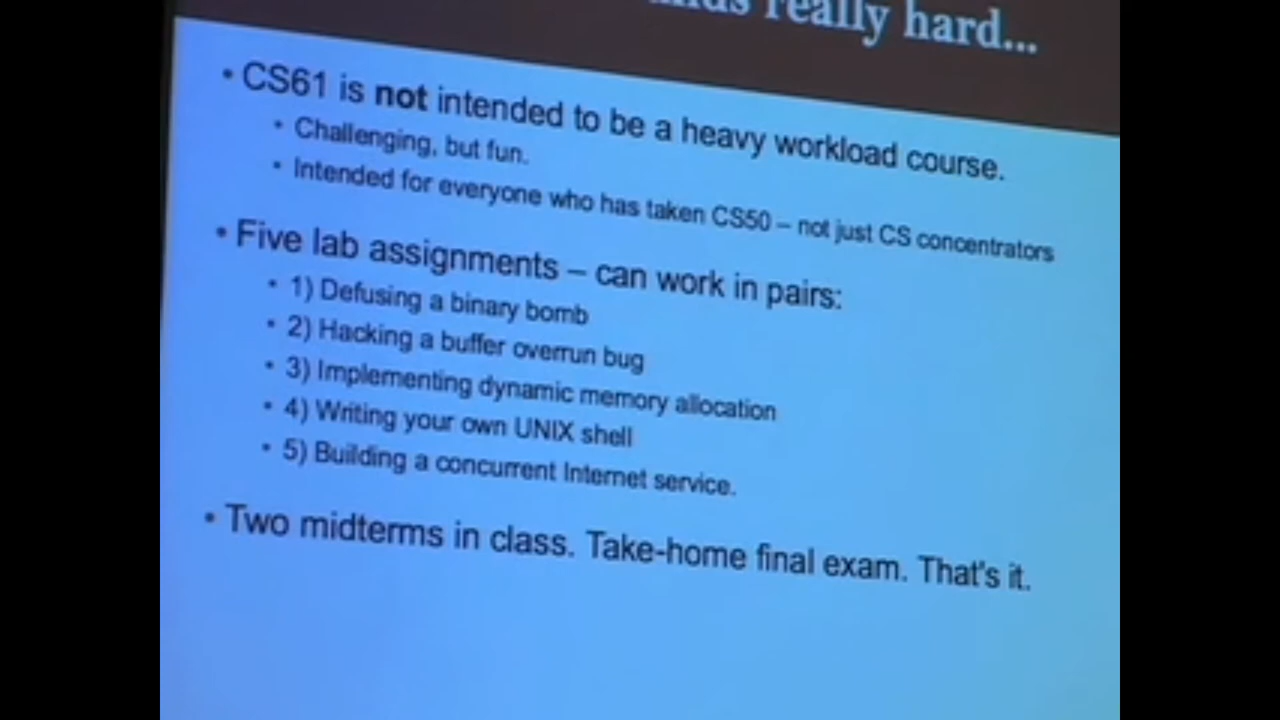 really hard...
• CS61 is not intended to be a heavy workload course.
• Challenging, but fun.
• Intended for everyone who has taken CS50 – not just CS concentrators
• Five lab assignments – can work in pairs:
• 1) Defusing a binary bomb
• 2) Hacking a buffer overrun bug
• 3) Implementing dynamic memory allocation
• 4) Writing your own UNIX shell
• 5) Building a concurrent Internet service.
• Two midterms in class. Take-home final exam. That's it.